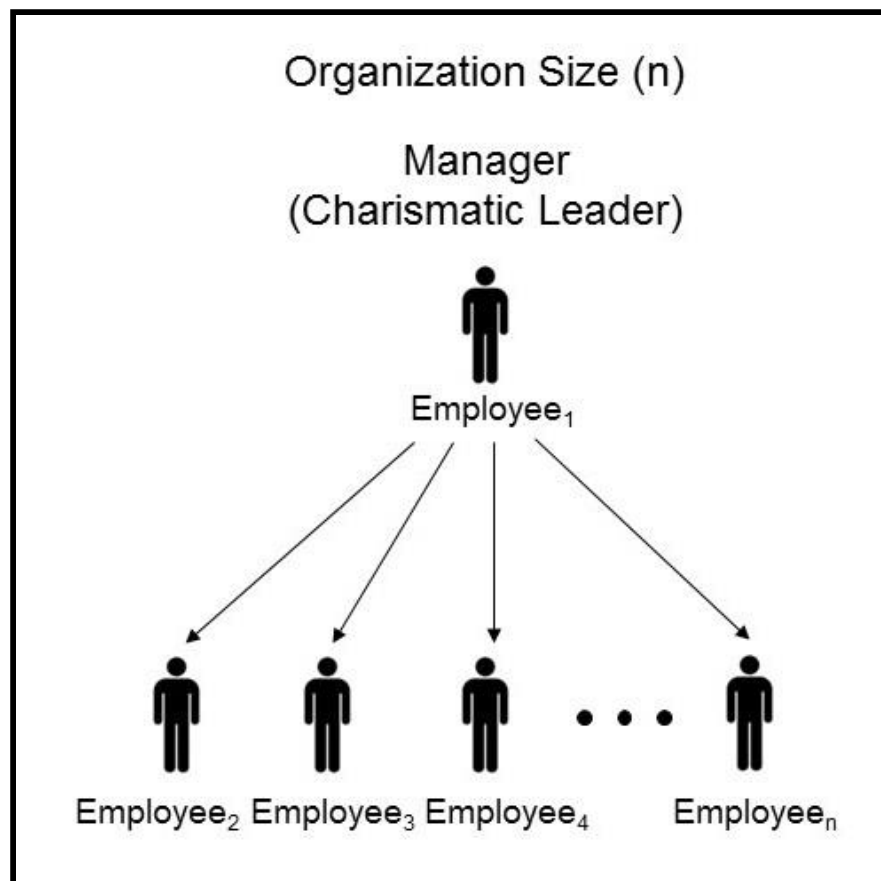 Organization Size (n)
Manager
(Charismatic Leader)
Employee₁
Employee₂ Employee₃ Employee₄ Employeeₙ